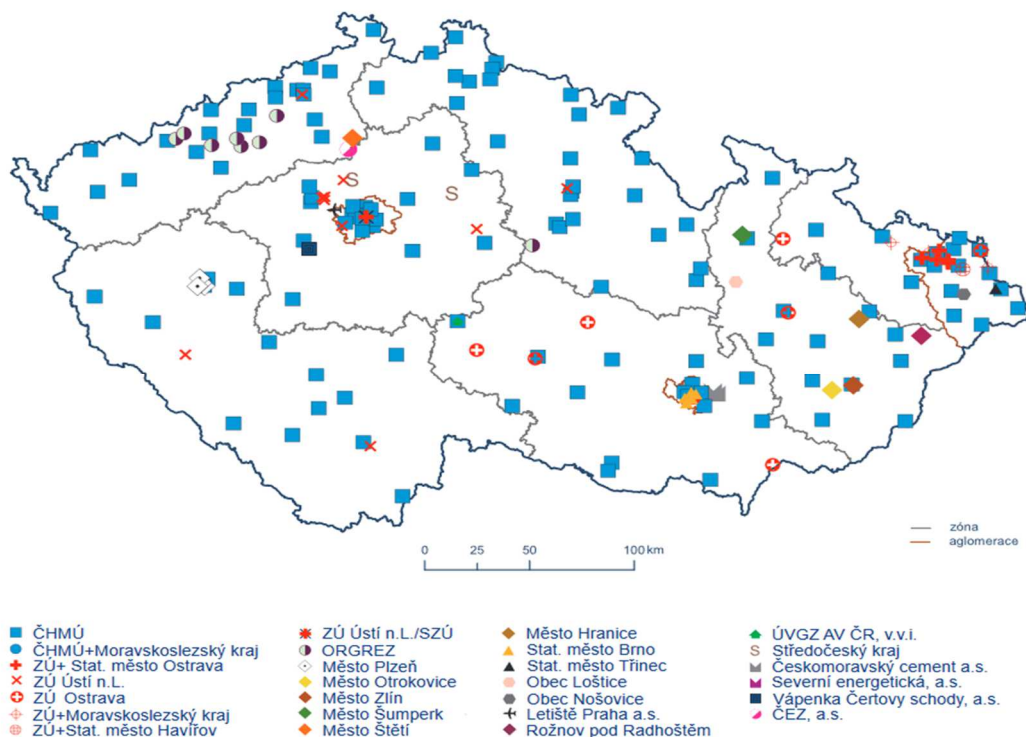 S
S
zóna
aglomerace
0 25 50 100 km
ČHMÚ
ČHMÚ+Moravskoslezský kraj
ZÚ+ Stat. město Ostrava
ZÚ Ústí n.L.
ZÚ Ostrava
ZÚ+Moravskoslezský kraj
ZÚ+Stat. město Havířov
ZÚ Ústí n.L./SZÚ
ORGREZ
Město Plzeň
Město Otrokovice
Město Zlín
Město Šumperk
Město Štětí
Město Hranice
Stat. město Brno
Stat. město Třinec
Obec Loštice
Obec Nošovice
Letiště Praha a.s.
Rožnov pod Radhoštěm
ÚVGZ AV ČR, v.v.i.
S Středočeský kraj
Českomoravský cement a.s.
Severní energetická, a.s.
Vápenka Čertovy schody, a.s.
ČEZ, a.s.